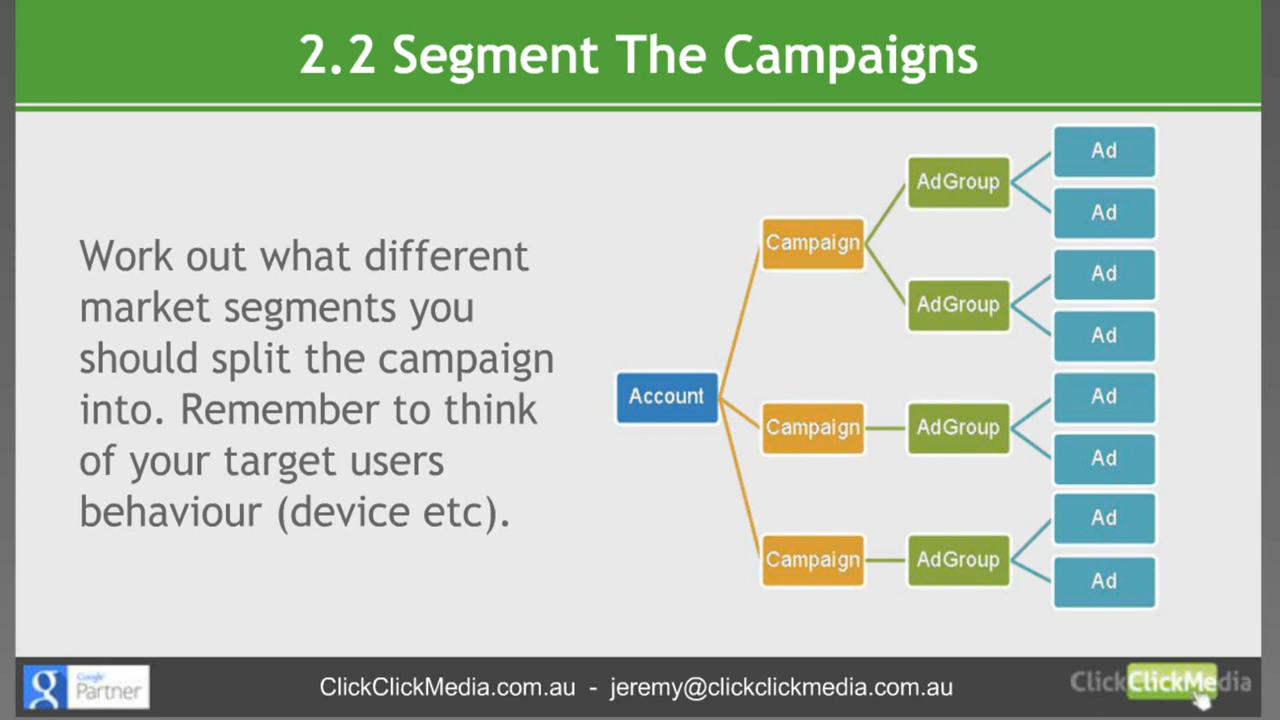 2.2 Segment The Campaigns
Work out what different
market segments you
should split the campaign
into. Remember to think
of your target users
behaviour (device etc).
Account
Campaign
Campaign
Campaign
AdGroup
AdGroup
AdGroup
AdGroup
Ad
Ad
Ad
Ad
Ad
Ad
Ad
Ad
g
Google
Partner
ClickClickMedia.com.au - jeremy@clickclickmedia.com.au
ClickClickMedia